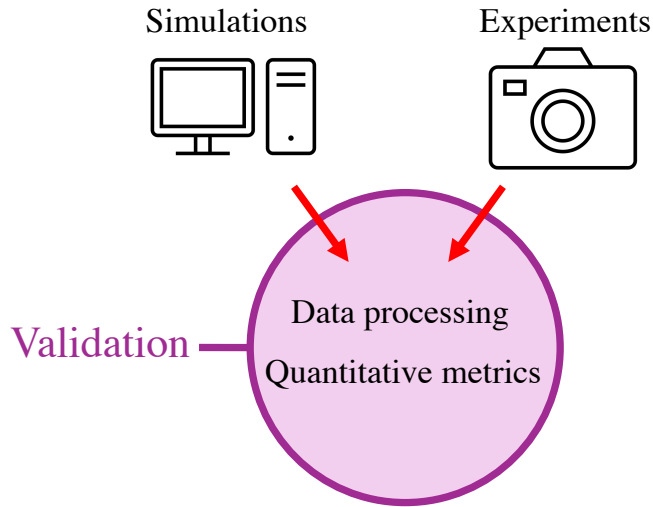 Simulations
Experiments
Data processing
Validation
Quantitative metrics